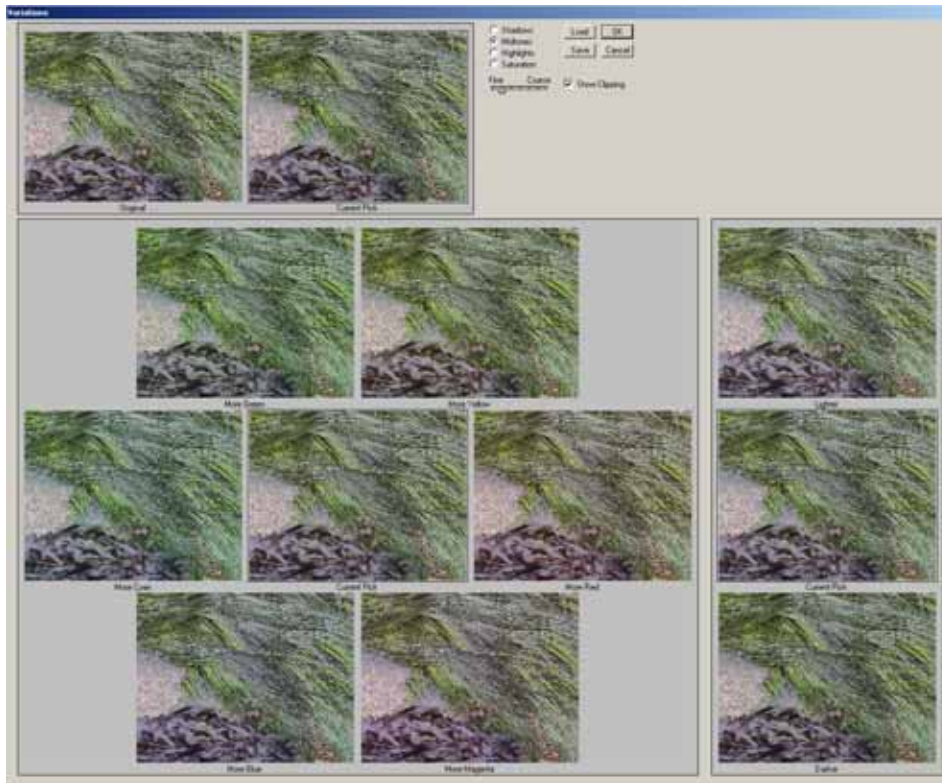 Variations
Shadows
Midtones
Highlights
Saturation
Load
OK
Save
Cancel
Fine
Coarse
Show Clipping
Original
Current Pick
More Green
More Yellow
Lighter
More Cyan
Current Pick
More Red
Current Pick
More Blue
More Magenta
Darker